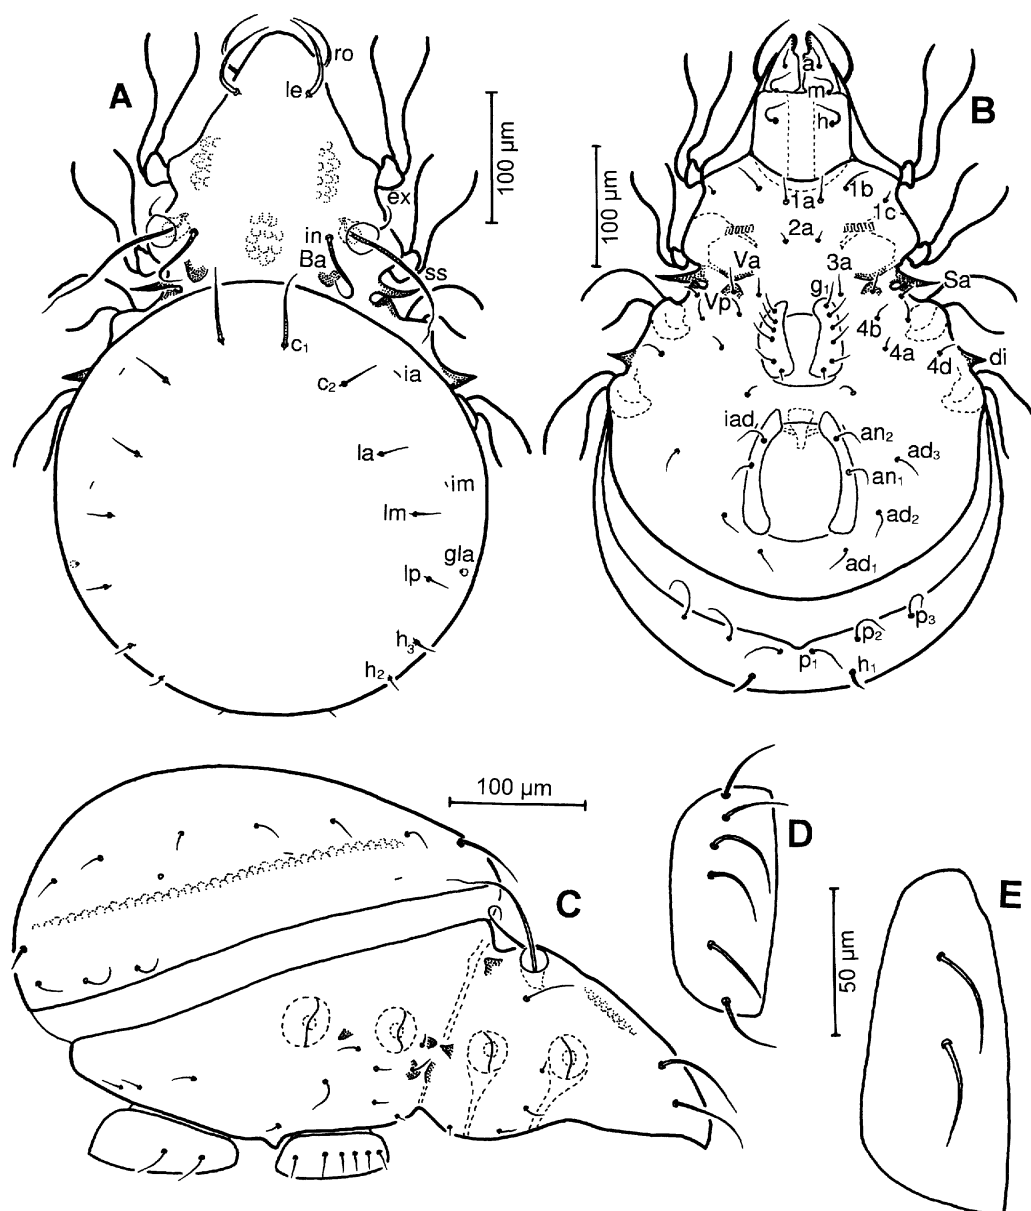 A
ro
le
100 µm
ex
in
Ba
ss
c1
c2
ia
la
im
lm
gla
lp
h3
h2
B
a
m
h
100 µm
1a
1b
1c
2a
Va
3a
Sa
Vp
g
4b
4a
4d
di
iad
an2
an1
ad3
ad2
ad1
p3
p2
p1
h1
100 µm
C
D
E
50 µm